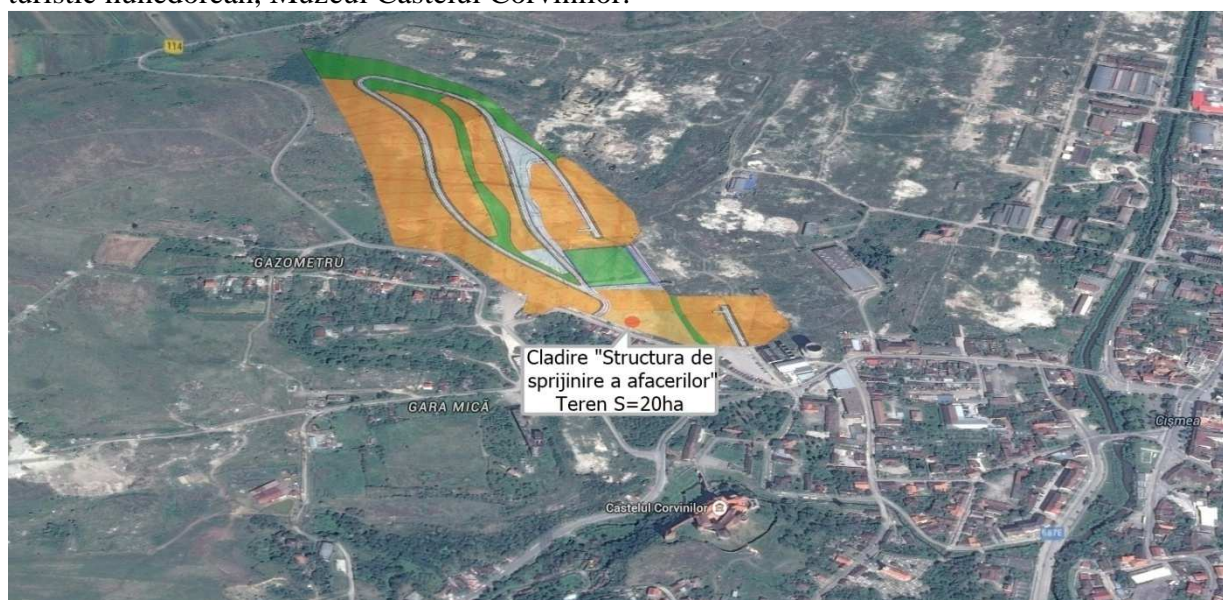 turistic hunedorean, Muzeul Castelul Corvinilor.
114
GAZOMETRU
Cladire "Structura de
sprijinire a afacerilor"
Teren S=20ha
GARA MICĂ
Cișmea
Castelul Corvinilor
687E